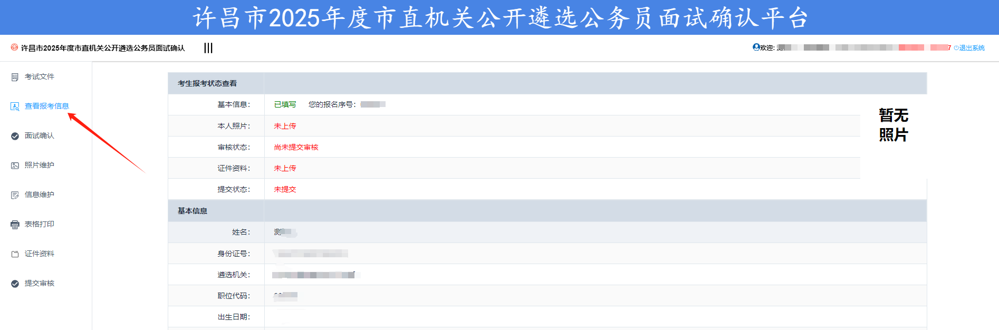 许昌市2025年度市直机关公开遴选公务员面试确认平台
许昌市2025年度市直机关公开遴选公务员面试确认
欢迎: 测 7 退出系统
考试文件
查看报考信息
面试确认
照片维护
信息维护
表格打印
证件资料
提交审核
考生报考状态查看
基本信息: 已填写 您的报名序号:
本人照片: 未上传
审核状态: 尚未提交审核
证件资料: 未上传
提交状态: 未提交
暂无
照片
基本信息
姓名: 测
身份证号:
遴选机关:
职位代码:
出生日期: